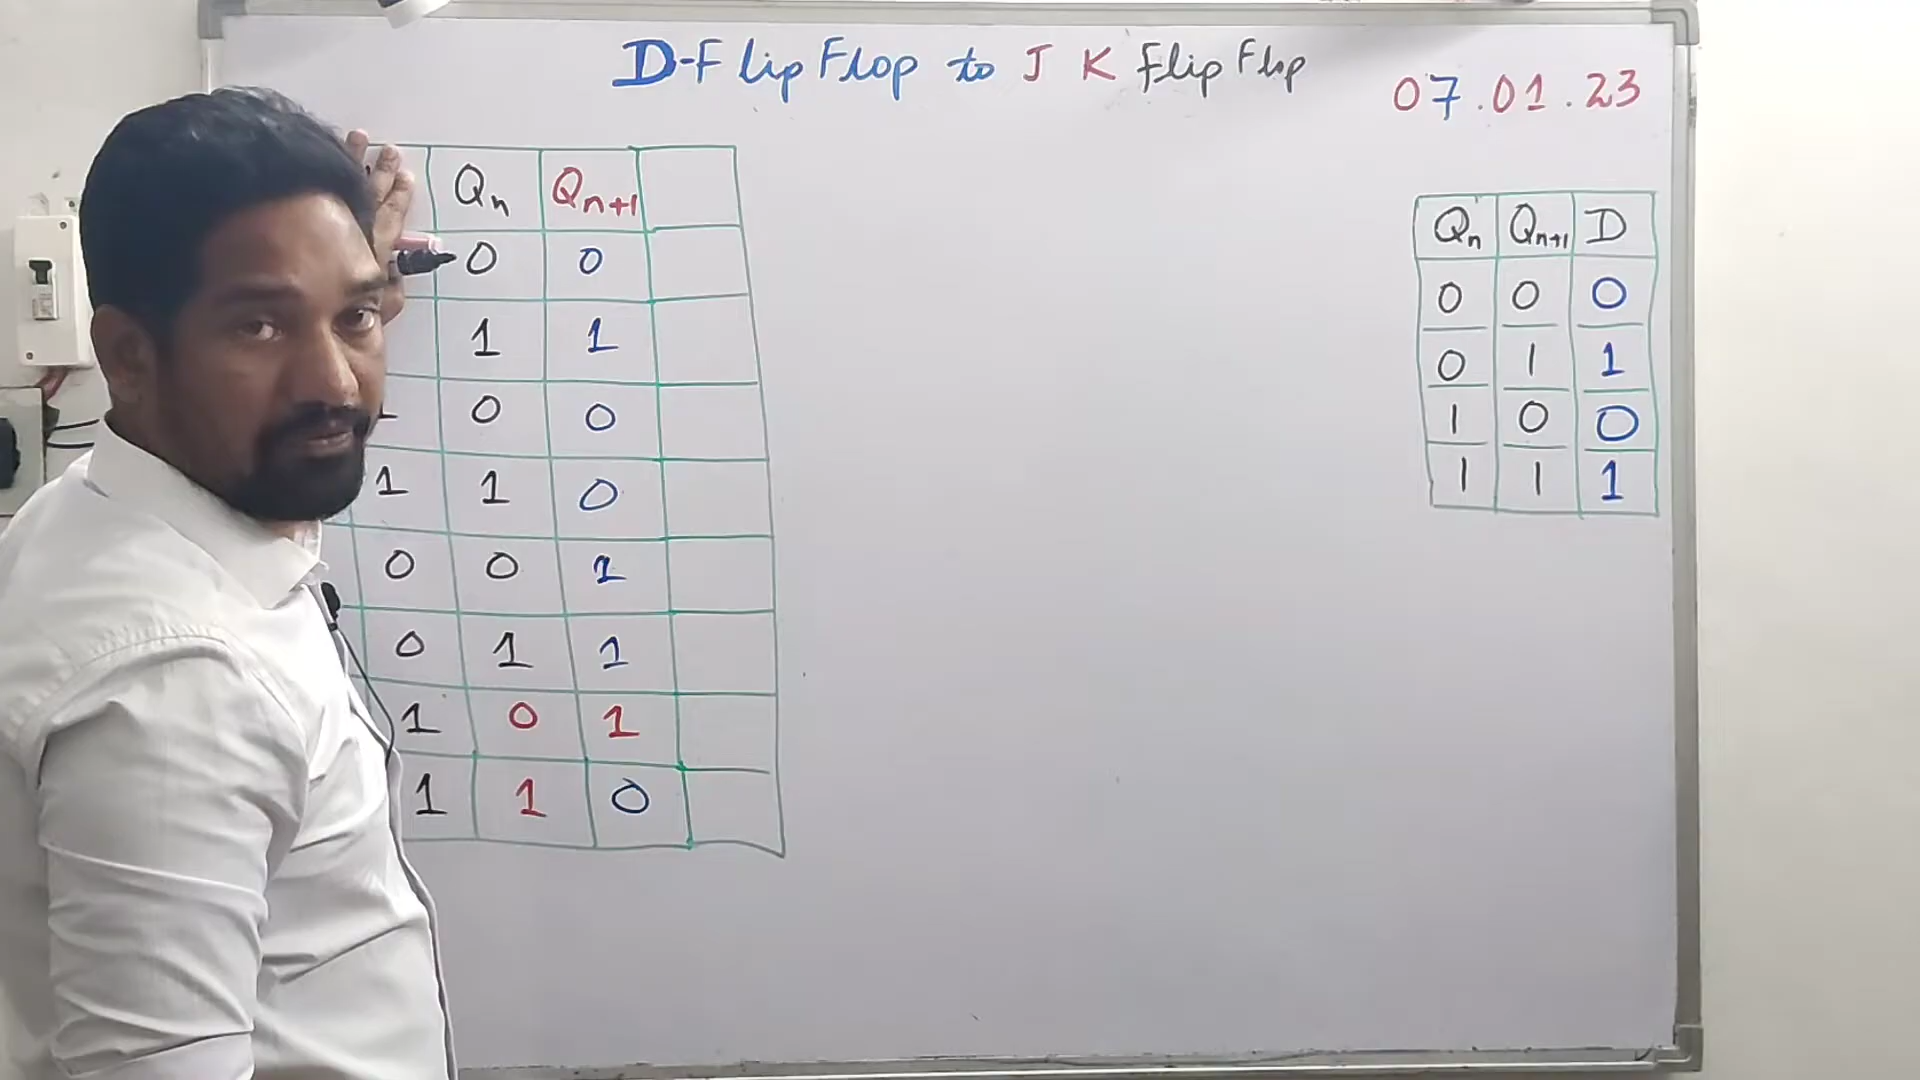 D-Flip Flop to J K Flip Flop
07.01.23
Qn Qn+1
0 0
1 1
1 0 0
1 1 0
0 0 1
0 1 1
1 0 1
1 1 0
Qn Qn+1 D
0 0 0
0 1 1
1 0 0
1 1 1